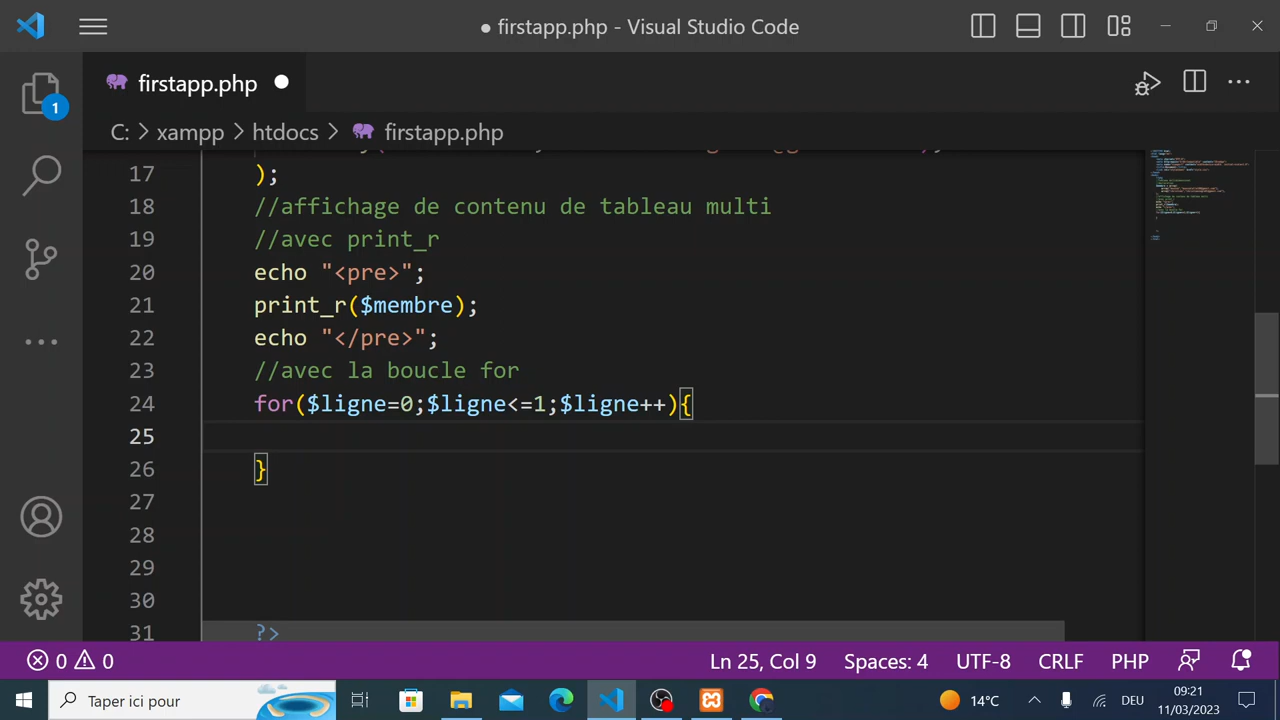 firstapp.php - Visual Studio Code
firstapp.php
1
C: > xampp > htdocs > firstapp.php
17 );
18 //affichage de contenu de tableau multi
19 //avec print_r
20 echo "<pre>";
21 print_r($membre);
22 echo "</pre>";
23 //avec la boucle for
24 for($ligne=0;$ligne<=1;$ligne++){
25
26 }
27
28
29
30
31 ?>
0 0 Ln 25, Col 9 Spaces: 4 UTF-8 CRLF PHP
Taper ici pour 14°C DEU 09:21
11/03/2023